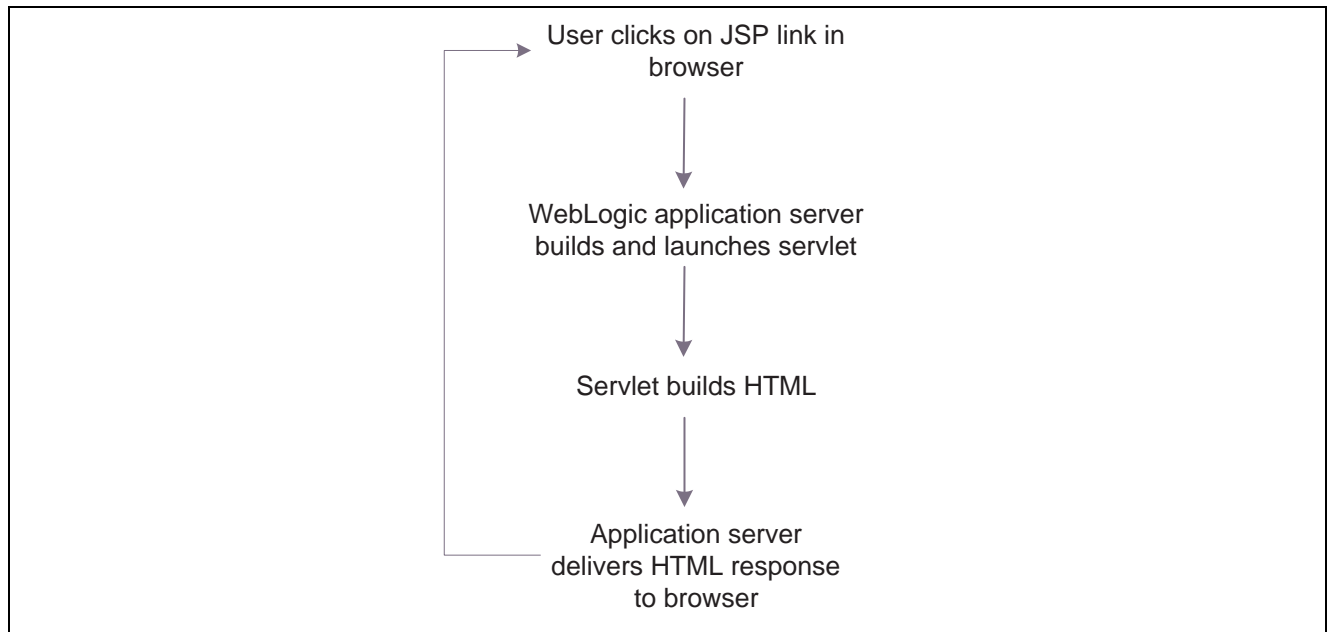 User clicks on JSP link in
browser
WebLogic application server
builds and launches servlet
Servlet builds HTML
Application server
delivers HTML response
to browser